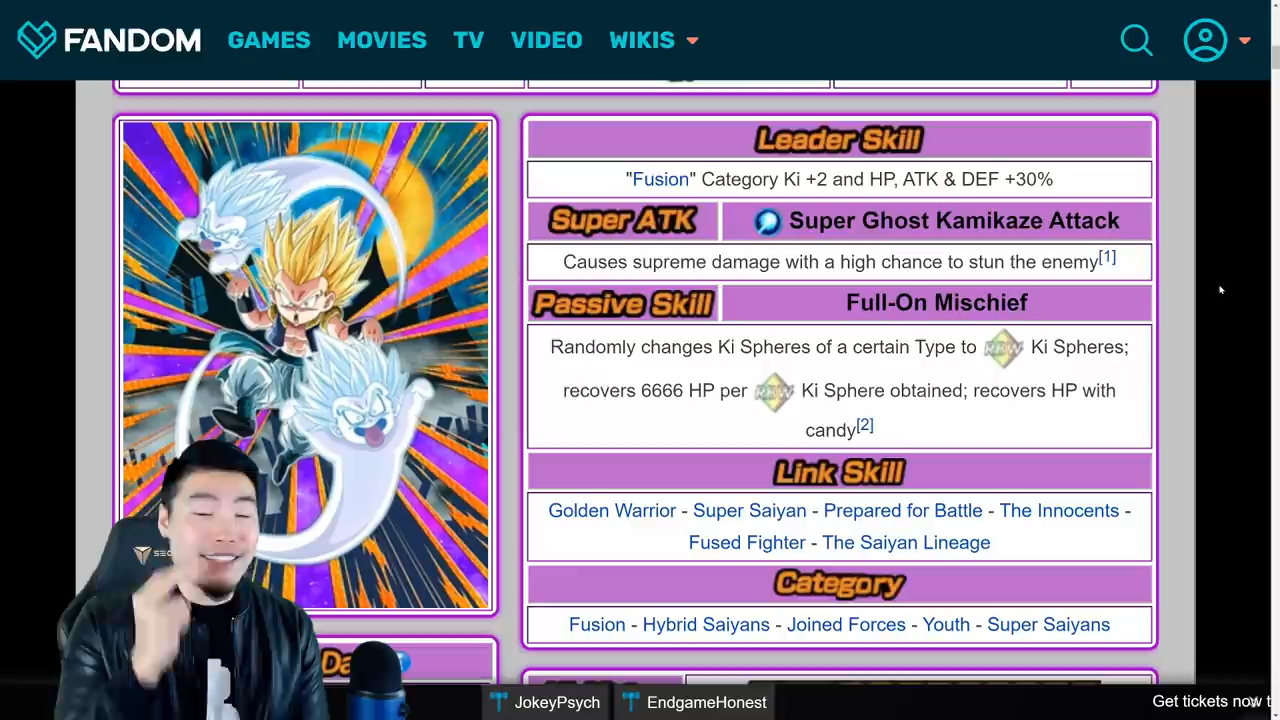 FANDOM GAMES MOVIES TV VIDEO WIKIS
Leader Skill
"Fusion" Category Ki +2 and HP, ATK & DEF +30%
Super ATK Super Ghost Kamikaze Attack
Causes supreme damage with a high chance to stun the enemy[1]
Passive Skill Full-On Mischief
Randomly changes Ki Spheres of a certain Type to RBW Ki Spheres;
recovers 6666 HP per RBW Ki Sphere obtained; recovers HP with
candy[2]
Link Skill
Golden Warrior - Super Saiyan - Prepared for Battle - The Innocents -
Fused Fighter - The Saiyan Lineage
Category
Fusion - Hybrid Saiyans - Joined Forces - Youth - Super Saiyans
JokeyPsych EndgameHonest Get tickets now